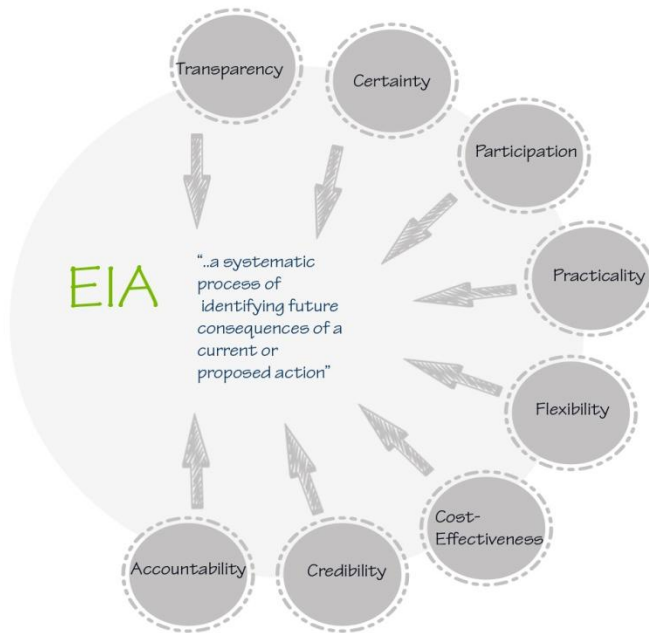 Transparency
Certainty
Participation
Practicality
Flexibility
Cost-
Effectiveness
Credibility
Accountability
EIA
“..a systematic
process of
identifying future
consequences of a
current or
proposed action”